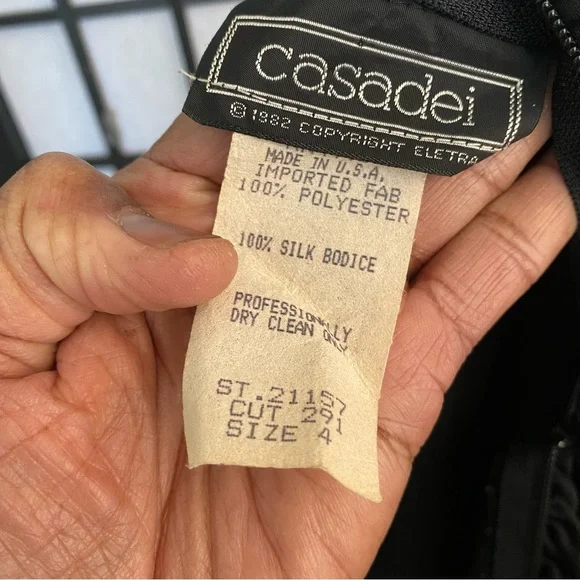 casadei
© 1982 COPYRIGHT ELETRA
MADE IN U.S.A.
IMPORTED FAB
100% POLYESTER
100% SILK BODICE
PROFESSIONALLY
DRY CLEAN ONLY
ST. 21157
CUT 291
SIZE 4